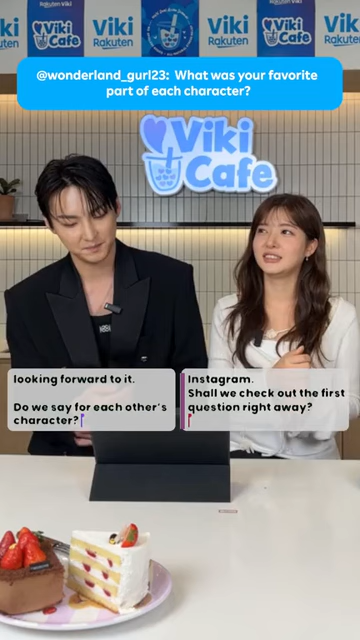 Viki
Rakuten
Viki
Cafe
Rakuten Viki
Viki
Cafe
Viki
Rakuten
@wonderland_gurl23: What was your favorite
part of each character?
Viki
Cafe
looking forward to it.
Do we say for each other's
character?
Instagram.
Shall we check out the first
question right away?